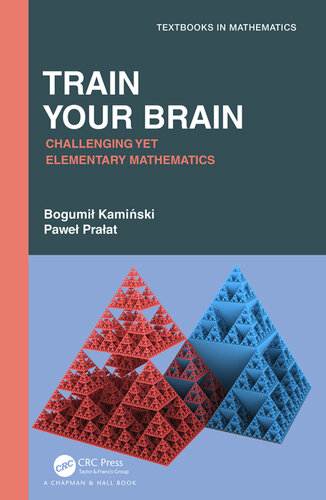 TEXTBOOKS IN MATHEMATICS
TRAIN
YOUR BRAIN
CHALLENGING YET
ELEMENTARY MATHEMATICS
Bogumił Kamiński
Paweł Prałat
CRC
CRC Press
Taylor & Francis Group
A CHAPMAN & HALL BOOK